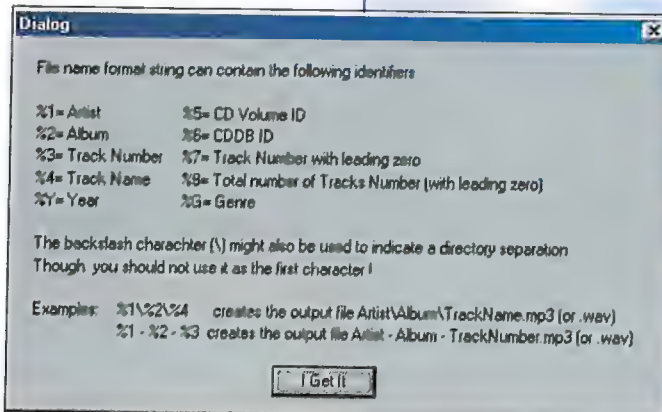 Dialog
File name format string can contain the following identifiers
%1= Artist %5= CD Volume ID
%2= Album %6= CDDB ID
%3= Track Number %7= Track Number with leading zero
%4= Track Name %8= Total number of Tracks Number (with leading zero)
%Y= Year %G= Genre
The backslash charachter (\) might also be used to indicate a directory separation
Though you should not use it as the first character !
Examples: %1\%2\%4 creates the output file Artist\Album\TrackName.mp3 (or .wav)
%1 - %2 - %3 creates the output file Artist - Album - TrackNumber.mp3 (or .wav)
I Get It